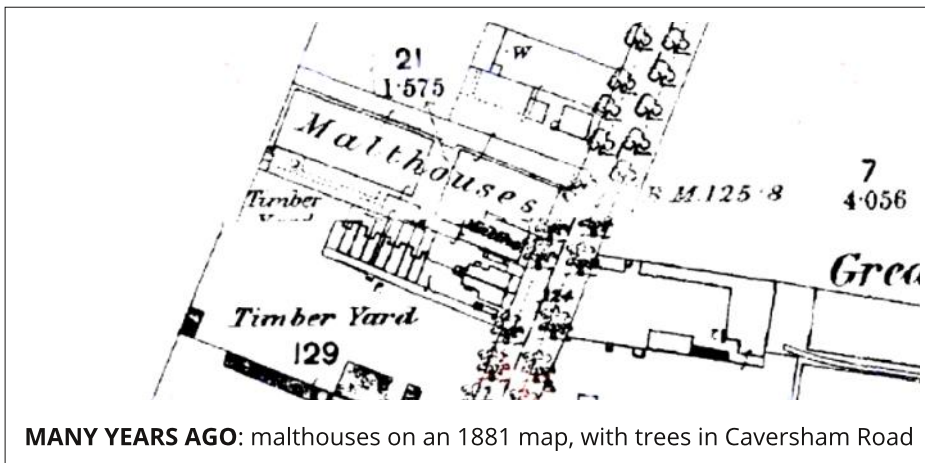 W
21
1·575
Malthouses
7
4·056
B.M.125·8
Timber
Timber Yard
129
124
Grea
MANY YEARS AGO: malthouses on an 1881 map, with trees in Caversham Road